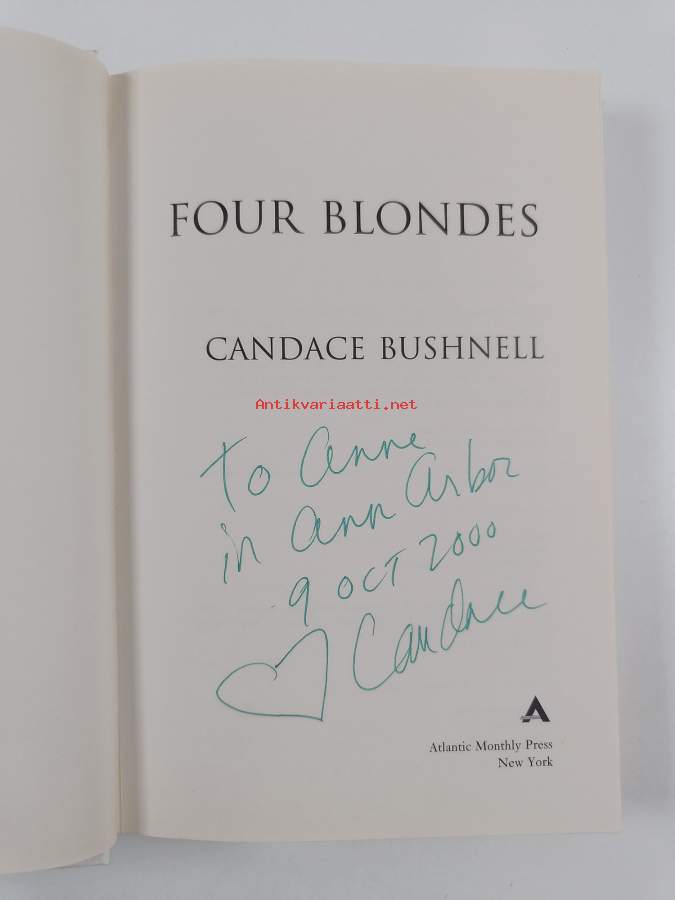 FOUR BLONDES
CANDACE BUSHNELL
Antikvariaatti.net
To Anne
in Ann Arbor
9 OCT 2000
Candace
A
Atlantic Monthly Press
New York